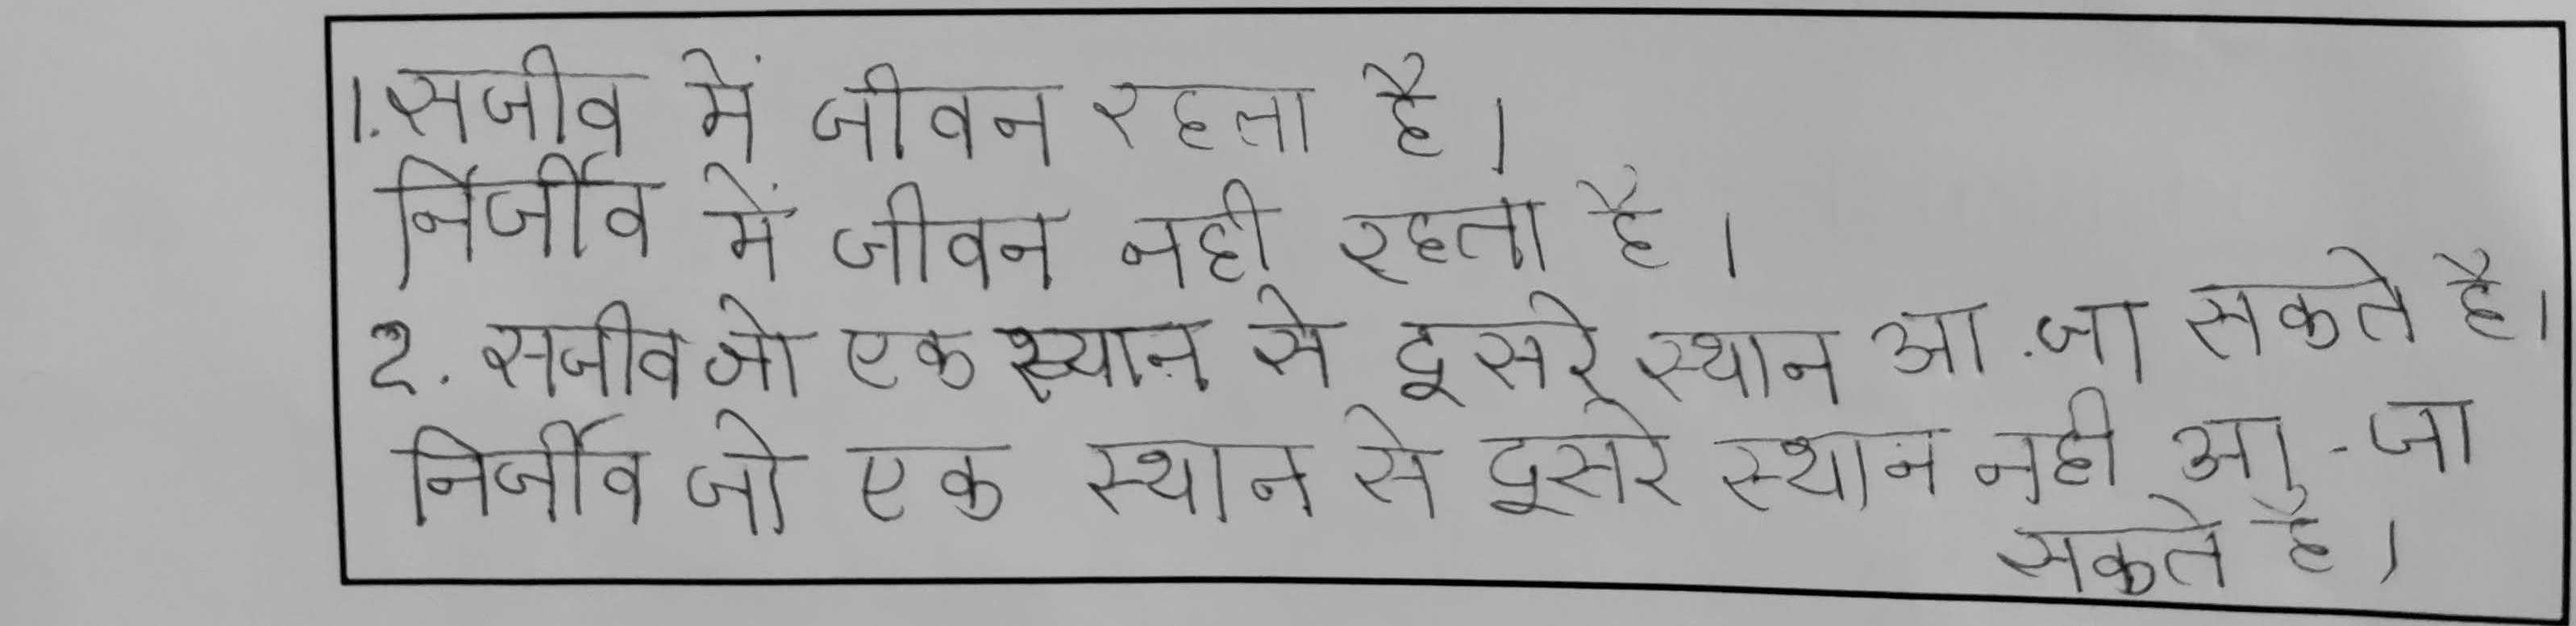 1. सजीव में जीवन रहता है।
निर्जीव में जीवन नही रहता है।
2. सजीव जो एक स्थान से दूसरे स्थान आ.जा सकते है।
निर्जीव जो एक स्थान से दूसरे स्थान नही आ-जा
सकते है।